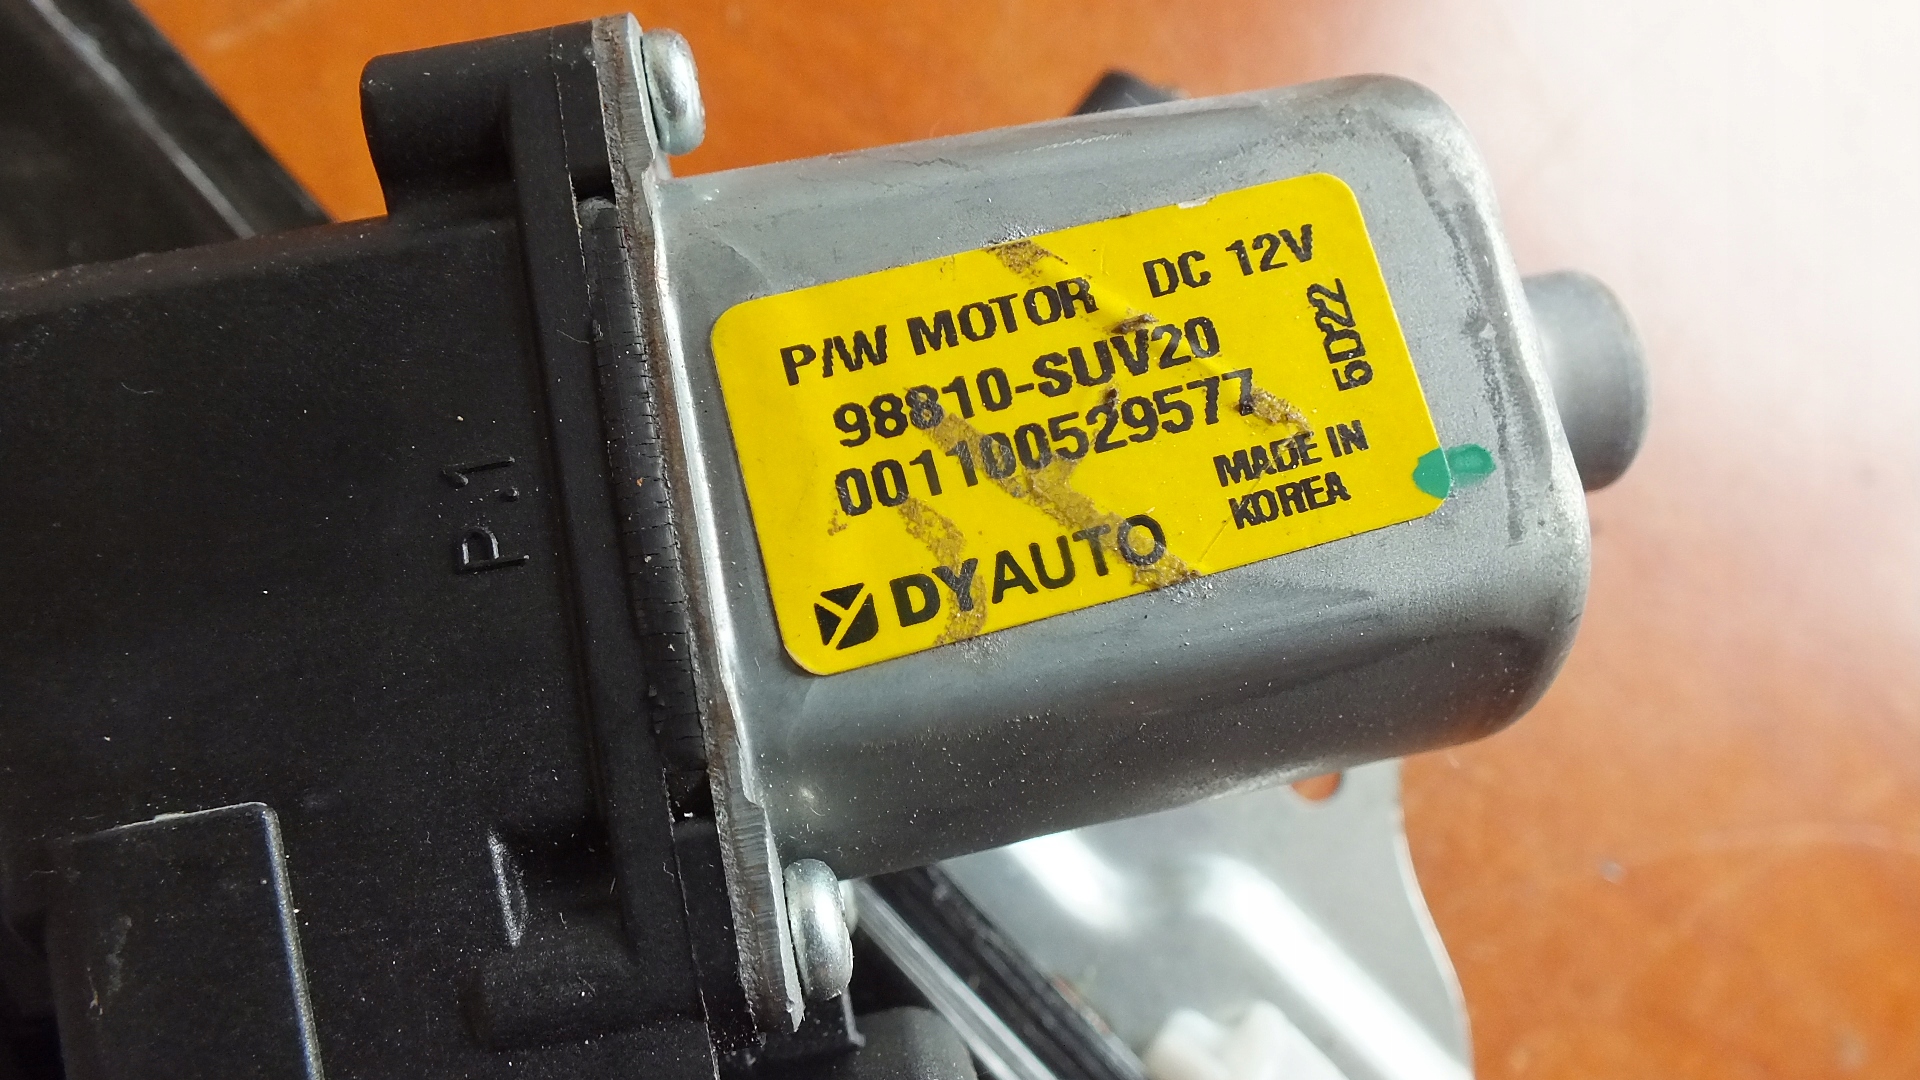 P/W MOTOR DC 12V
98810-SUV20
001100529577
5D22
MADE IN
KOREA
DYAUTO
P.1